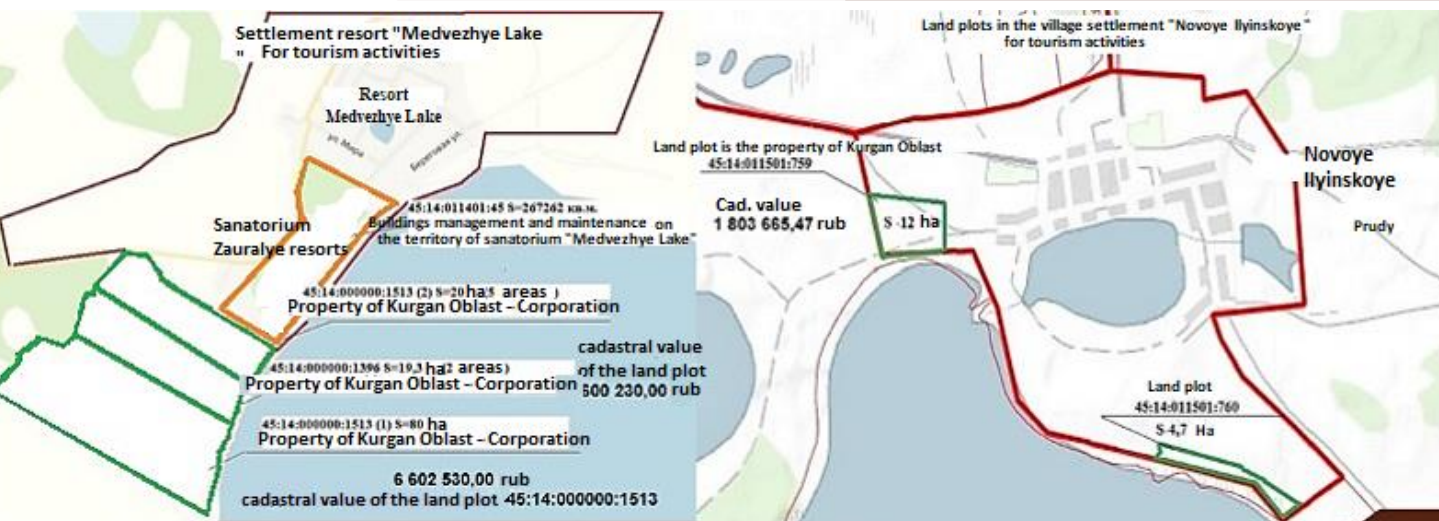 Settlement resort "Medvezhye Lake
" For tourism activities
Resort
Medvezhye Lake
ул. Мира
Береговая ул.
Sanatorium
Zauralye resorts
45:14:011401:45 S=267262 кв.м.
Buildings management and maintenance on
the territory of sanatorium "Medvezhye Lake"
45:14:000000:1513 (2) S=20 ha(5 areas )
Property of Kurgan Oblast – Corporation
45:14:000000:1396 S=19,3 ha(2 areas)
Property of Kurgan Oblast – Corporation
cadastral value
of the land plot
600 230,00 rub
45:14:000000:1513 (1) S=80 ha
Property of Kurgan Oblast – Corporation
6 602 530,00 rub
cadastral value of the land plot 45:14:000000:1513
Land plots in the village settlement "Novoye Ilyinskoye"
for tourism activities
Land plot is the property of Kurgan Oblast
45:14:011501:759
Cad. value
1 803 665,47 rub
S -12 ha
Novoye
Ilyinskoye
Prudy
Land plot
45:14:011501:760
S-4,7 Ha